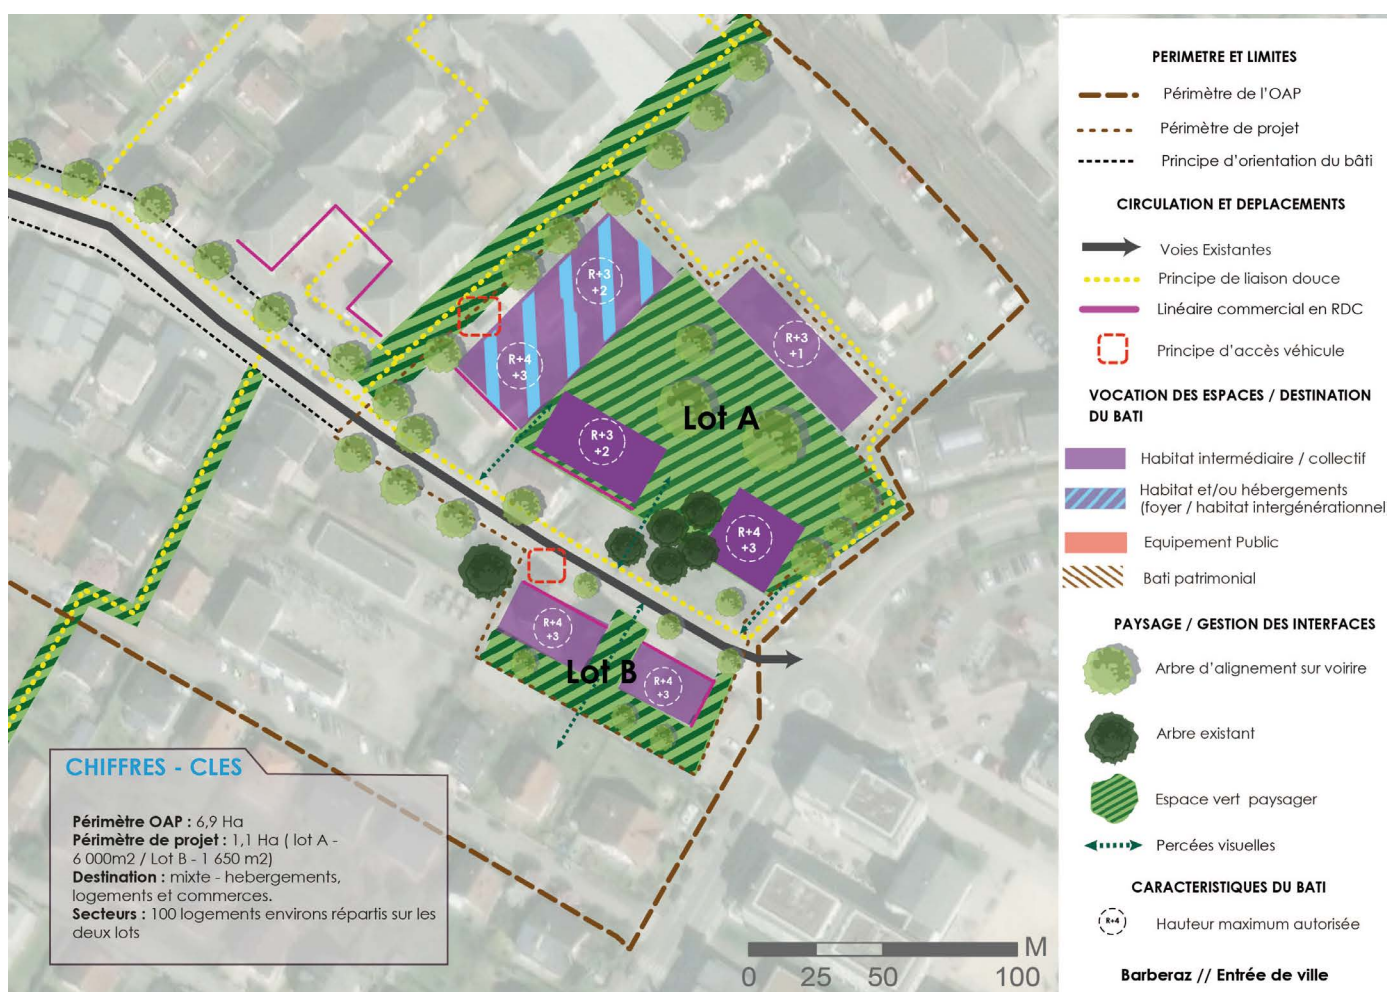 R+3
+2
R+4
+3
R+3
+1
Lot A
R+3
+2
R+4
+3
R+4
+3
Lot B
R+4
+3
CHIFFRES - CLES
Périmètre OAP : 6,9 Ha
Périmètre de projet : 1,1 Ha ( lot A -
6 000m2 / Lot B - 1 650 m2)
Destination : mixte - hebergements,
logements et commerces.
Secteurs : 100 logements environs répartis sur les
deux lots
M
0 25 50 100
PERIMETRE ET LIMITES
Périmètre de l'OAP
Périmètre de projet
Principe d'orientation du bâti
CIRCULATION ET DEPLACEMENTS
Voies Existantes
Principe de liaison douce
Linéaire commercial en RDC
Principe d'accès véhicule
VOCATION DES ESPACES / DESTINATION
DU BATI
Habitat intermédiaire / collectif
Habitat et/ou hébergements
(foyer / habitat intergénérationnel
Equipement Public
Bati patrimonial
PAYSAGE / GESTION DES INTERFACES
Arbre d'alignement sur voirire
Arbre existant
Espace vert paysager
Percées visuelles
CARACTERISTIQUES DU BATI
R+4
Hauteur maximum autorisée
Barberaz // Entrée de ville